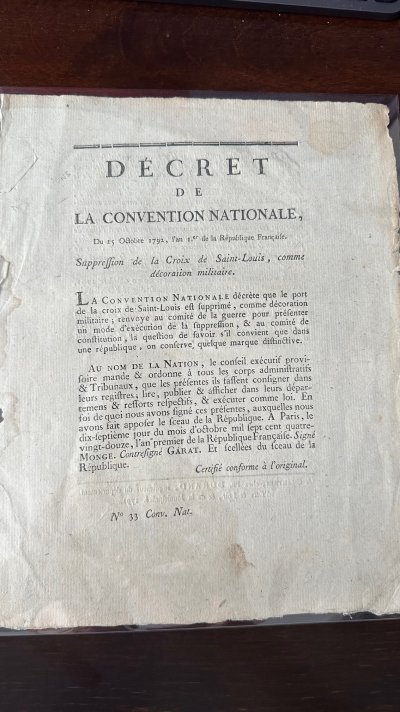 DÉCRET
DE
LA CONVENTION NATIONALE,
Du 15 Octobre 1792, l'an 1.er de la République Françaiſe.
Suppreſſion de la Croix de Saint-Louis, comme
décoration militaire.
LA CONVENTION NATIONALE décrète que le port
de la croix de Saint-Louis eſt ſupprimé, comme décoration
militaire; renvoye au comité de la guerre pour préſenter
un mode d'exécution de la ſuppreſſion, & au comité de
conſtitution, la queſtion de ſavoir s'il convient que dans
une république, on conſerve quelque marque diſtinctive.
AU NOM DE LA NATION, le conſeil exécutif provi-
ſoire mande & ordonne à tous les corps adminiſtratifs
& Tribunaux, que les préſentes ils faſſent conſigner dans
leurs regiſtres, lire, publier & afficher dans leurs dépar-
temens & reſſorts reſpectifs, & exécuter comme loi. En
foi de quoi nous avons ſigné ces préſentes, auxquelles nous
avons fait appoſer le ſceau de la République. A Paris, le
dix-ſeptième jour du mois d'octobre mil ſept cent quatre-
vingt-douze, l'an premier de la République Françaiſe. Signé
MONGE. Contreſigné GARAT. Et ſcellées du ſceau de la
République.
Certifié conforme à l'original.
N° 33 Conv. Nat.